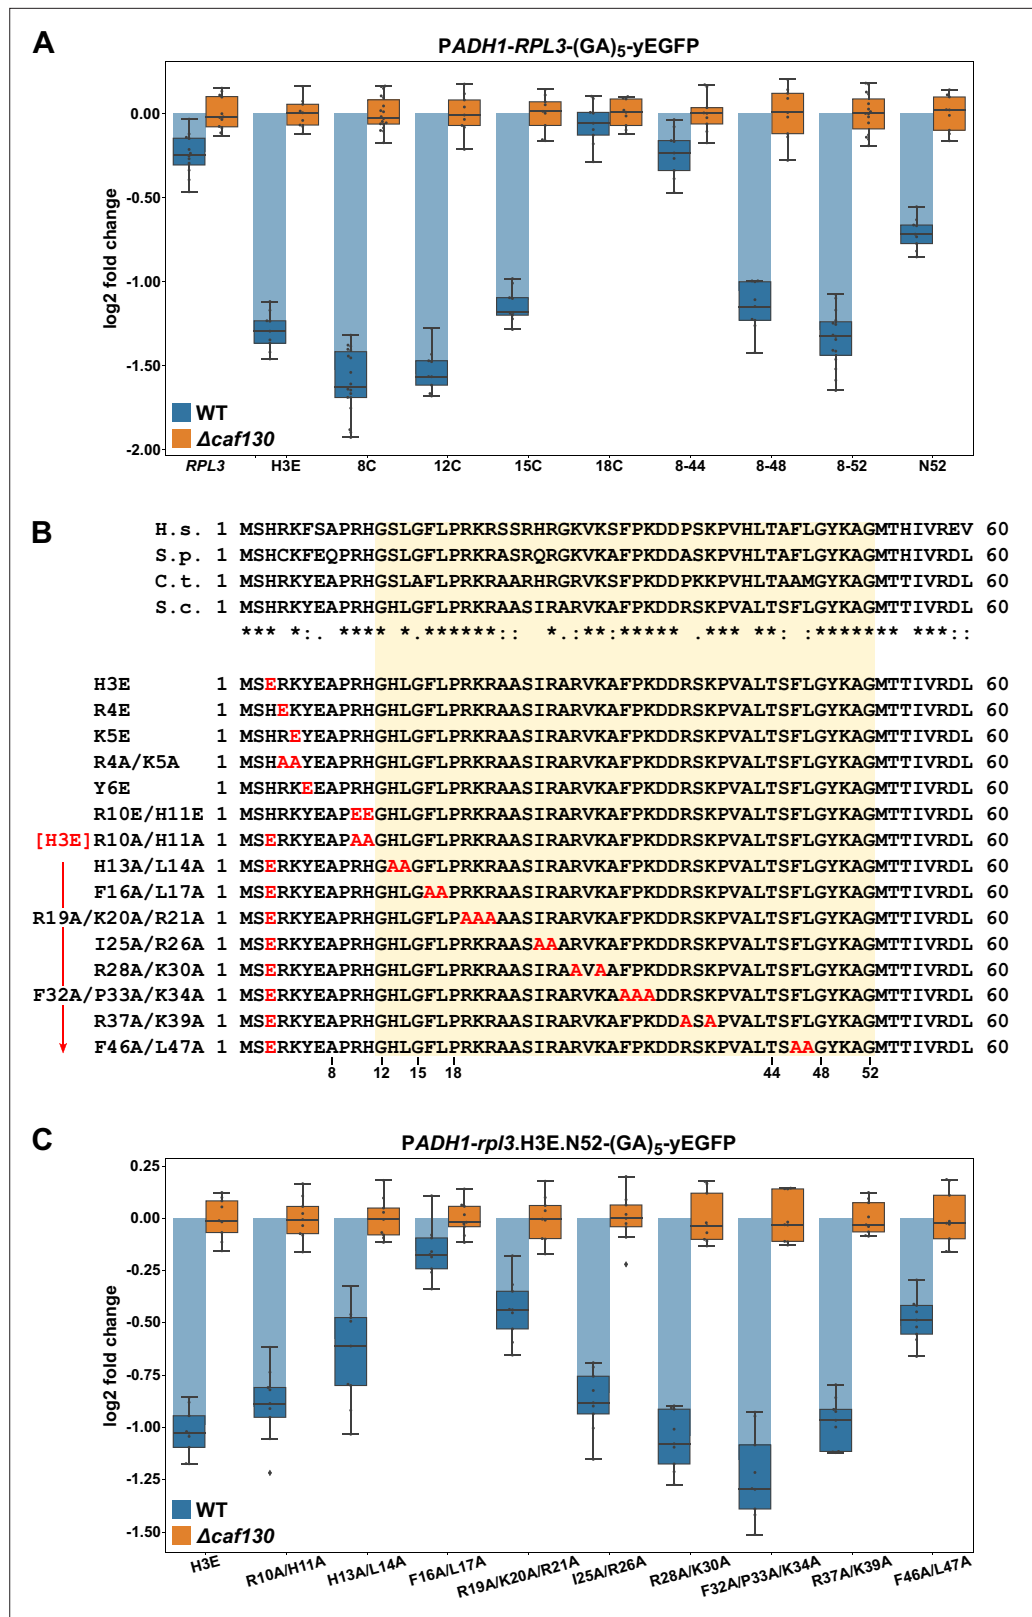 A
PADH1-RPL3-(GA)5-yEGFP
log2 fold change
0.00
-0.50
-1.00
-1.50
-2.00
WT
Δcaf130
RPL3 H3E 8C 12C 15C 18C 8-44 8-48 8-52 N52
B
H.s. 1 MSHRKFSAPRHGSLGFLPRKRSSRHRGKVKSFPKDDPSKPVHLTAFLGYKAGMTHIVREV 60
S.p. 1 MSHCKFEQPRHGSLGFLPRKRASRQRGKVKAFPKDDASKPVHLTAFLGYKAGMTHIVRDL 60
C.t. 1 MSHRKYEAPRHGSLAFLPRKRAARHRGRVKSFPKDDPKKPVHLTAAMGYKAGMTTIVRDL 60
S.c. 1 MSHRKYEAPRHGHLGFLPRKRAASIRARVKAFPKDDRSKPVALTSFLGYKAGMTTIVRDL 60
*** *:. **** *.******:: *.:**:***** .*** **: :****** ***::
H3E 1 MSERKYEAPRHGHLGFLPRKRAASIRARVKAFPKDDRSKPVALTSFLGYKAGMTTIVRDL 60
R4E 1 MSHEKYEAPRHGHLGFLPRKRAASIRARVKAFPKDDRSKPVALTSFLGYKAGMTTIVRDL 60
K5E 1 MSHREYEAPRHGHLGFLPRKRAASIRARVKAFPKDDRSKPVALTSFLGYKAGMTTIVRDL 60
R4A/K5A 1 MSHAAYEAPRHGHLGFLPRKRAASIRARVKAFPKDDRSKPVALTSFLGYKAGMTTIVRDL 60
Y6E 1 MSHRKEEAPRHGHLGFLPRKRAASIRARVKAFPKDDRSKPVALTSFLGYKAGMTTIVRDL 60
R10E/H11E 1 MSHRKYEAPEEGHLGFLPRKRAASIRARVKAFPKDDRSKPVALTSFLGYKAGMTTIVRDL 60
[H3E]R10A/H11A 1 MSERKYEAPAAGHLGFLPRKRAASIRARVKAFPKDDRSKPVALTSFLGYKAGMTTIVRDL 60
H13A/L14A 1 MSERKYEAPRHGAAGFLPRKRAASIRARVKAFPKDDRSKPVALTSFLGYKAGMTTIVRDL 60
F16A/L17A 1 MSERKYEAPRHGHLGAAPRKRAASIRARVKAFPKDDRSKPVALTSFLGYKAGMTTIVRDL 60
R19A/K20A/R21A 1 MSERKYEAPRHGHLGFLPAAAAASIRARVKAFPKDDRSKPVALTSFLGYKAGMTTIVRDL 60
I25A/R26A 1 MSERKYEAPRHGHLGFLPRKRAASAAARVKAFPKDDRSKPVALTSFLGYKAGMTTIVRDL 60
R28A/K30A 1 MSERKYEAPRHGHLGFLPRKRAASIRAAVAAFPKDDRSKPVALTSFLGYKAGMTTIVRDL 60
F32A/P33A/K34A 1 MSERKYEAPRHGHLGFLPRKRAASIRARVKAAAADDRSKPVALTSFLGYKAGMTTIVRDL 60
R37A/K39A 1 MSERKYEAPRHGHLGFLPRKRAASIRARVKAFPKDDASAPVALTSFLGYKAGMTTIVRDL 60
F46A/L47A 1 MSERKYEAPRHGHLGFLPRKRAASIRARVKAFPKDDRSKPVALTSAAGYKAGMTTIVRDL 60
8 12 15 18 44 48 52
C
PADH1-rpl3.H3E.N52-(GA)5-yEGFP
log2 fold change
0.25
0.00
-0.25
-0.50
-0.75
-1.00
-1.25
-1.50
WT
Δcaf130
H3E R10A/H11A H13A/L14A F16A/L17A R19A/K20A/R21A I25A/R26A R28A/K30A F32A/P33A/K34A R37A/K39A F46A/L47A